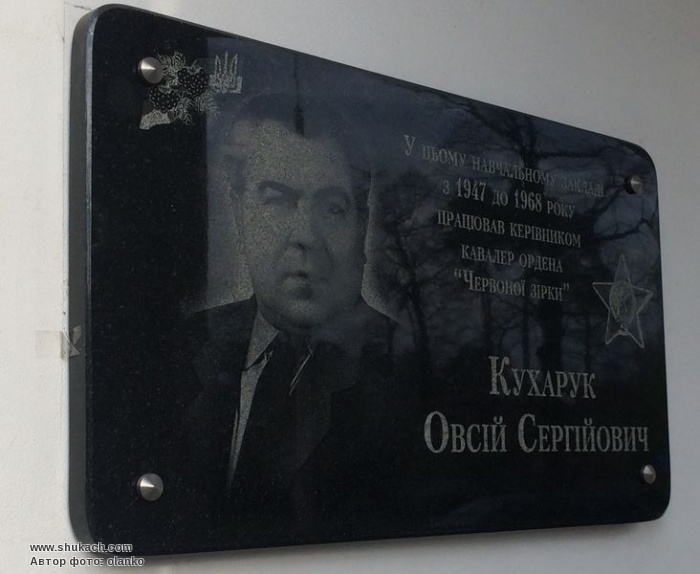 У цьому навчальному закладі
з 1947 до 1968 року
працював керівником
кавалер ордена
“Червоної зірки”
Кухарук
Овсій Сергійович
www.shukach.com
Автор фото: olanko